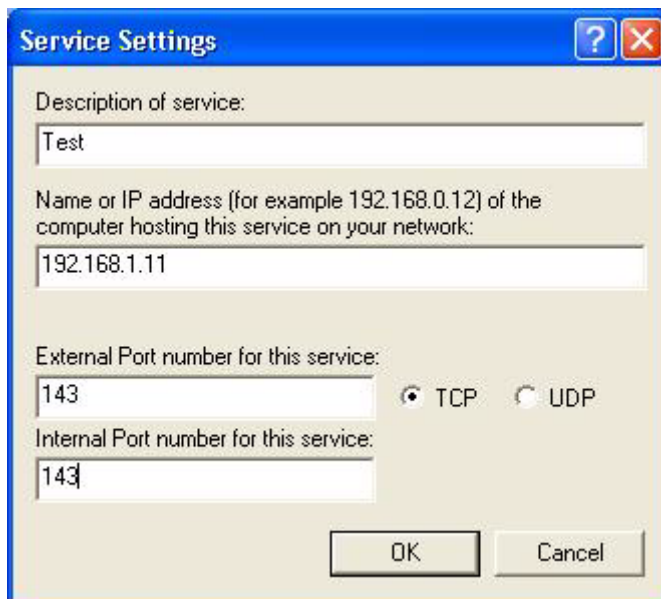 Service Settings
Description of service:
Test
Name or IP address (for example 192.168.0.12) of the
computer hosting this service on your network:
192.168.1.11
External Port number for this service:
143
TCP
UDP
Internal Port number for this service:
143
OK
Cancel